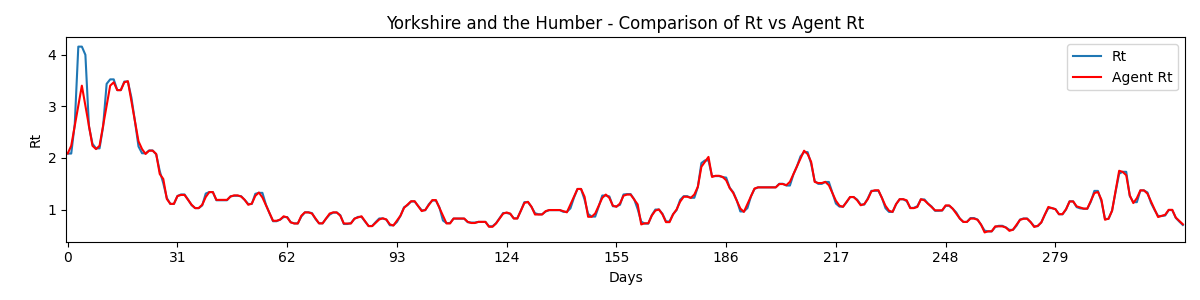 Yorkshire and the Humber - Comparison of Rt vs Agent Rt
Rt
Agent Rt
4
3
2
1
Rt
0 31 62 93 124 155 186 217 248 279
Days